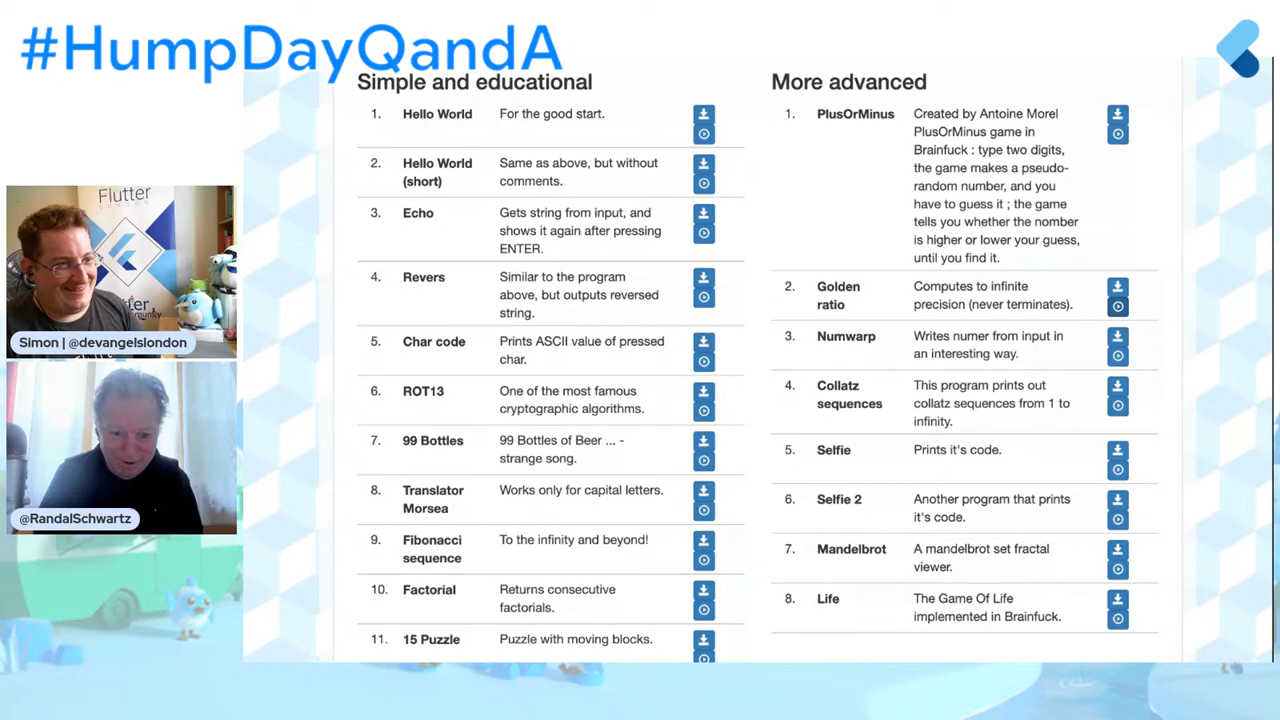 #HumpDayQandA
Simple and educational
1. Hello World For the good start.
2. Hello World Same as above, but without
(short) comments.
3. Echo Gets string from input, and
shows it again after pressing
ENTER.
4. Revers Similar to the program
above, but outputs reversed
string.
5. Char code Prints ASCII value of pressed
char.
6. ROT13 One of the most famous
cryptographic algorithms.
7. 99 Bottles 99 Bottles of Beer ... -
strange song.
8. Translator Works only for capital letters.
Morsea
9. Fibonacci To the infinity and beyond!
sequence
10. Factorial Returns consecutive
factorials.
11. 15 Puzzle Puzzle with moving blocks.
More advanced
1. PlusOrMinus Created by Antoine Morel
PlusOrMinus game in
Brainfuck : type two digits,
the game makes a pseudo-
random number, and you
have to guess it ; the game
tells you whether the nomber
is higher or lower your guess,
until you find it.
2. Golden Computes to infinite
ratio precision (never terminates).
3. Numwarp Writes numer from input in
an interesting way.
4. Collatz This program prints out
sequences collatz sequences from 1 to
infinity.
5. Selfie Prints it's code.
6. Selfie 2 Another program that prints
it's code.
7. Mandelbrot A mandelbrot set fractal
viewer.
8. Life The Game Of Life
implemented in Brainfuck.
Flutter
LONDON
Simon | @devangelslondon
@RandalSchwartz